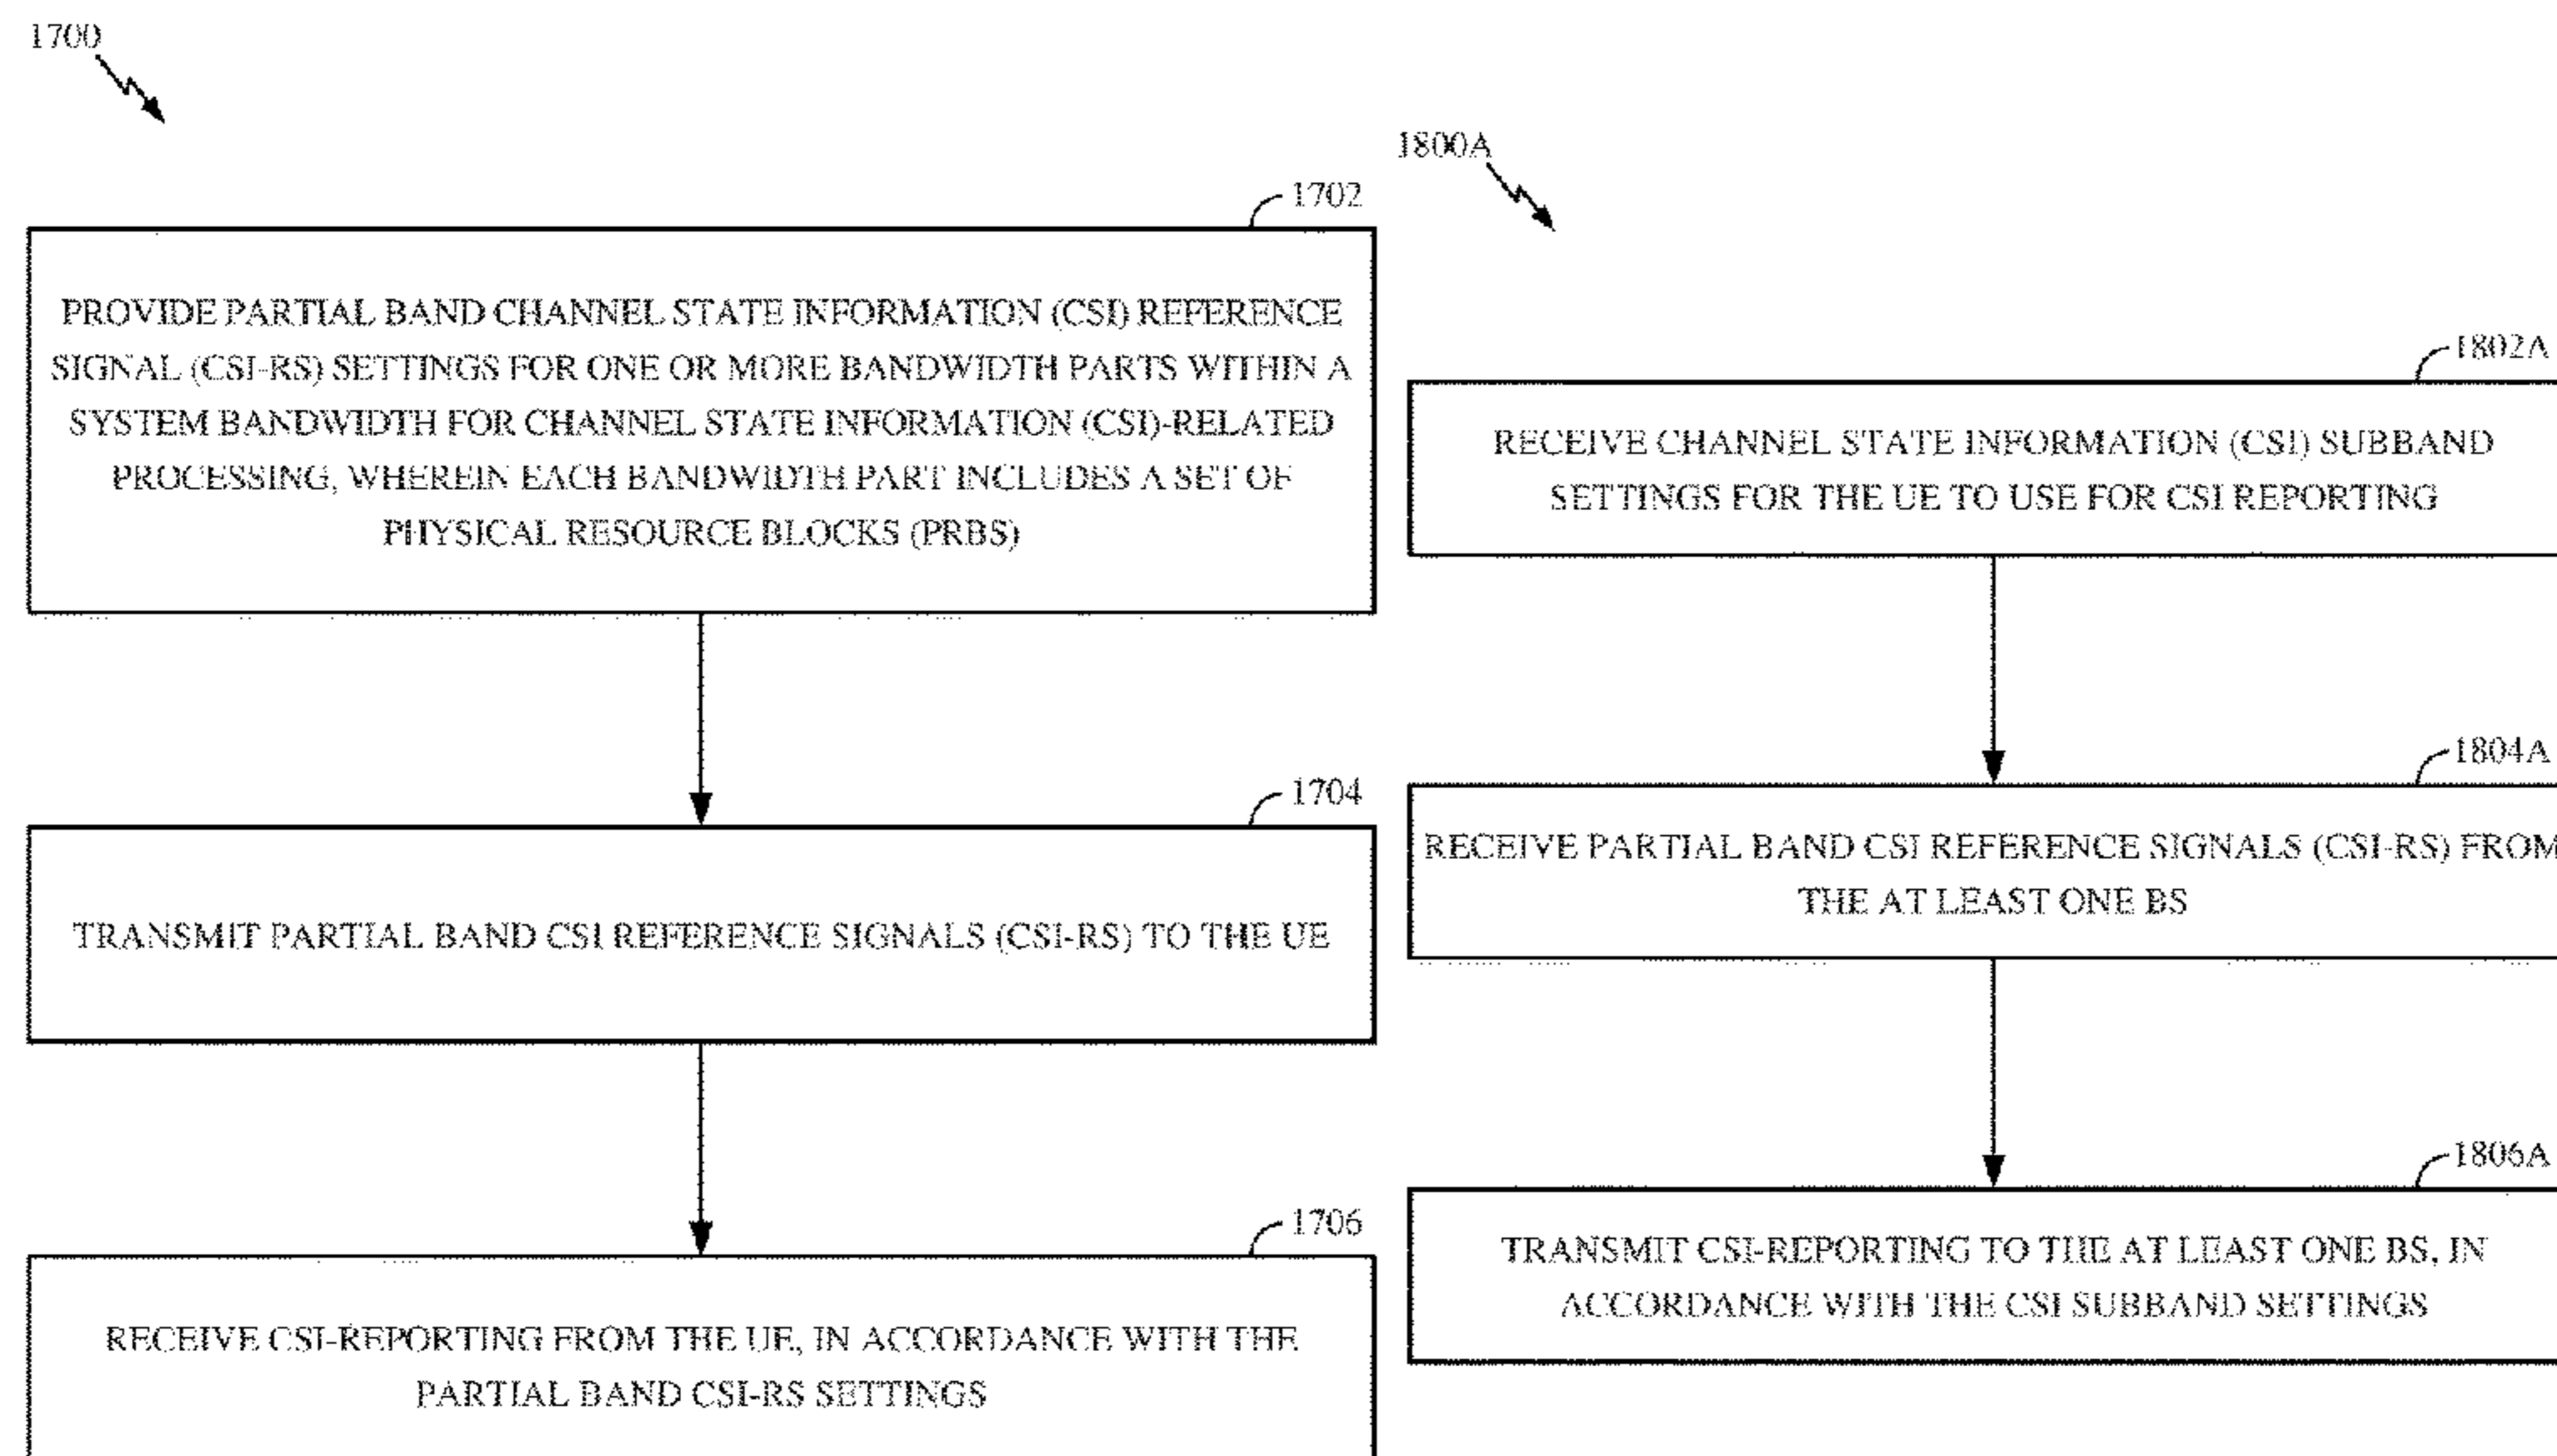 1700
1702
PROVIDE PARTIAL BAND CHANNEL STATE INFORMATION (CSI) REFERENCE
SIGNAL (CSI-RS) SETTINGS FOR ONE OR MORE BANDWIDTH PARTS WITHIN A
SYSTEM BANDWIDTH FOR CHANNEL STATE INFORMATION (CSI)-RELATED
PROCESSING, WHEREIN EACH BANDWIDTH PART INCLUDES A SET OF
PHYSICAL RESOURCE BLOCKS (PRBS)
1704
TRANSMIT PARTIAL BAND CSI REFERENCE SIGNALS (CSI-RS) TO THE UE
1706
RECEIVE CSI-REPORTING FROM THE UE, IN ACCORDANCE WITH THE
PARTIAL BAND CSI-RS SETTINGS
1800A
1802A
RECEIVE CHANNEL STATE INFORMATION (CSI) SUBBAND
SETTINGS FOR THE UE TO USE FOR CSI REPORTING
1804A
RECEIVE PARTIAL BAND CSI REFERENCE SIGNALS (CSI-RS) FROM
THE AT LEAST ONE BS
1806A
TRANSMIT CSI-REPORTING TO THE AT LEAST ONE BS, IN
ACCORDANCE WITH THE CSI SUBBAND SETTINGS